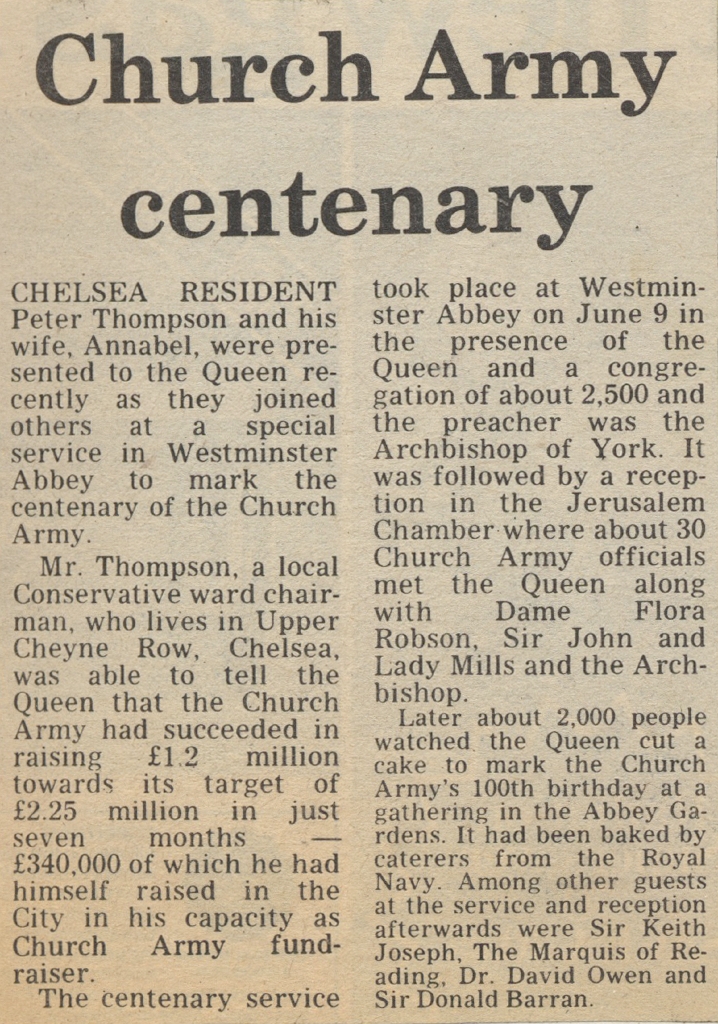 Church Army
centenary
CHELSEA RESIDENT
Peter Thompson and his
wife, Annabel, were pre-
sented to the Queen re-
cently as they joined
others at a special
service in Westminster
Abbey to mark the
centenary of the Church
Army.
Mr. Thompson, a local
Conservative ward chair-
man, who lives in Upper
Cheyne Row, Chelsea,
was able to tell the
Queen that the Church
Army had succeeded in
raising £1.2 million
towards its target of
£2.25 million in just
seven months —
£340,000 of which he had
himself raised in the
City in his capacity as
Church Army fund-
raiser.
The centenary service
took place at Westmin-
ster Abbey on June 9 in
the presence of the
Queen and a congre-
gation of about 2,500 and
the preacher was the
Archbishop of York. It
was followed by a recep-
tion in the Jerusalem
Chamber where about 30
Church Army officials
met the Queen along
with Dame Flora
Robson, Sir John and
Lady Mills and the Arch-
bishop.
Later about 2,000 people
watched the Queen cut a
cake to mark the Church
Army's 100th birthday at a
gathering in the Abbey Ga-
rdens. It had been baked by
caterers from the Royal
Navy. Among other guests
at the service and reception
afterwards were Sir Keith
Joseph, The Marquis of Re-
ading, Dr. David Owen and
Sir Donald Barran.